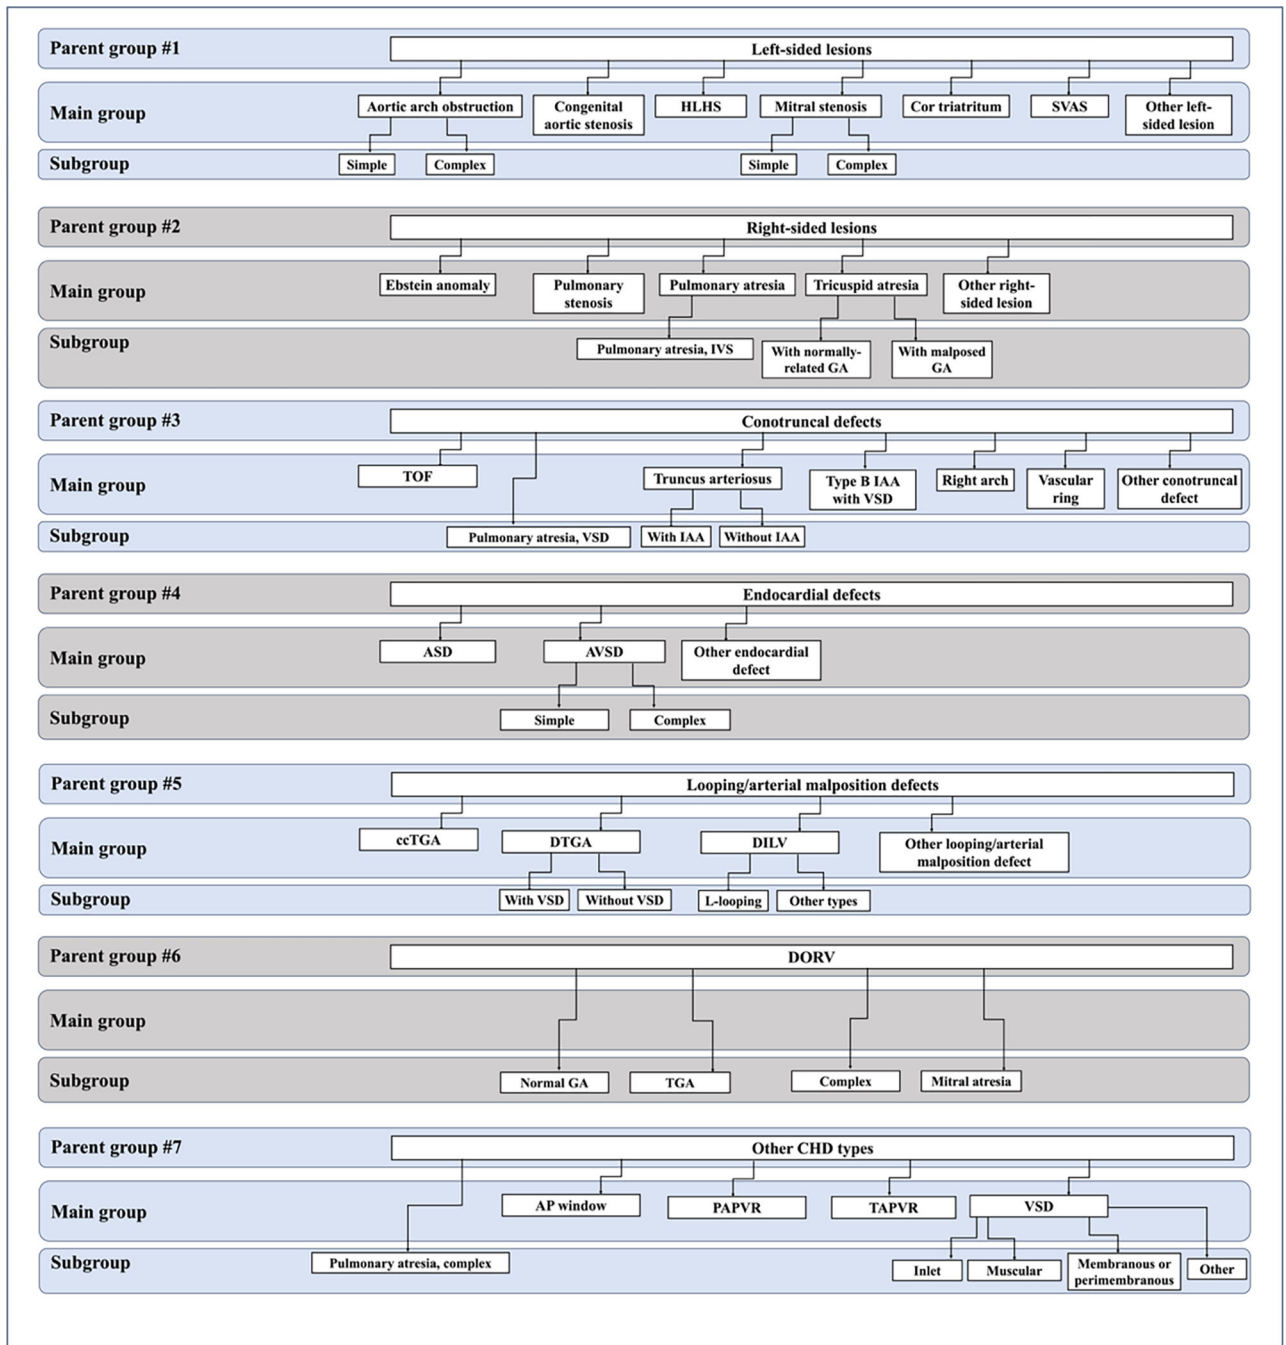 Parent group #1
Left-sided lesions
Main group
Aortic arch obstruction
Congenital
aortic stenosis
HLHS
Mitral stenosis
Cor triatritum
SVAS
Other left-
sided lesion
Subgroup
Simple
Complex
Simple
Complex
Parent group #2
Right-sided lesions
Main group
Ebstein anomaly
Pulmonary
stenosis
Pulmonary atresia
Tricuspid atresia
Other right-
sided lesion
Subgroup
Pulmonary atresia, IVS
With normally-
related GA
With malposed
GA
Parent group #3
Conotruncal defects
Main group
TOF
Truncus arteriosus
Type B IAA
with VSD
Right arch
Vascular
ring
Other conotruncal
defect
Subgroup
Pulmonary atresia, VSD
With IAA
Without IAA
Parent group #4
Endocardial defects
Main group
ASD
AVSD
Other endocardial
defect
Subgroup
Simple
Complex
Parent group #5
Looping/arterial malposition defects
Main group
ccTGA
DTGA
DILV
Other looping/arterial
malposition defect
Subgroup
With VSD
Without VSD
L-looping
Other types
Parent group #6
DORV
Main group
Subgroup
Normal GA
TGA
Complex
Mitral atresia
Parent group #7
Other CHD types
Main group
AP window
PAPVR
TAPVR
VSD
Subgroup
Pulmonary atresia, complex
Inlet
Muscular
Membranous or
perimembranous
Other